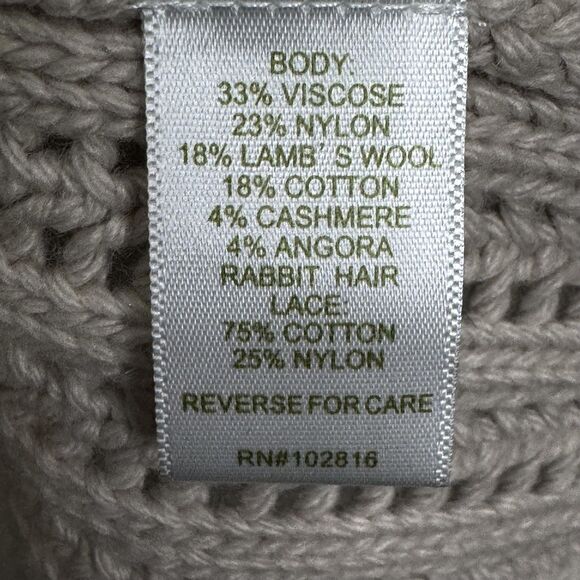 BODY:
33% VISCOSE
23% NYLON
18% LAMB'S WOOL
18% COTTON
4% CASHMERE
4% ANGORA
RABBIT HAIR
LACE:
75% COTTON
25% NYLON
REVERSE FOR CARE
RN#102816